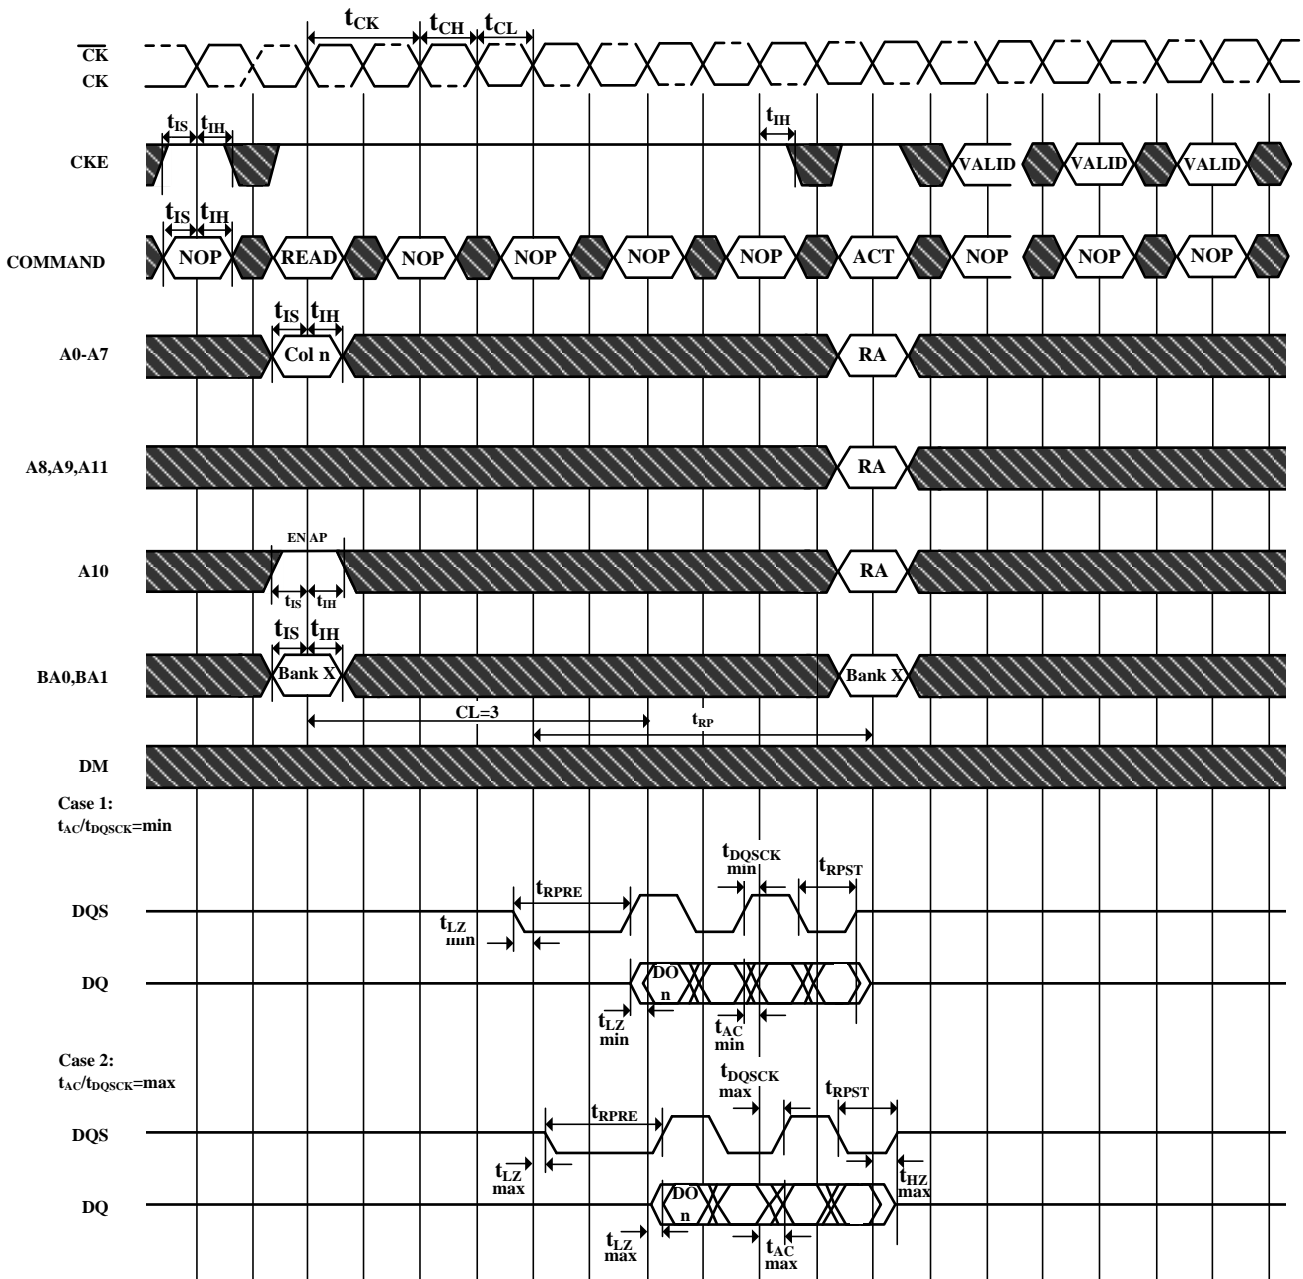 tCK tCH tCL
CK
CK
tIS tIH tIH
CKE VALID VALID VALID
tIS tIH
COMMAND NOP READ NOP NOP NOP NOP ACT NOP NOP NOP
tIS tIH
A0-A7 Col n RA
A8,A9,A11 RA
EN AP
A10 RA
tIS tIH
tIS tIH
BA0,BA1 Bank X Bank X
CL=3 tRP
DM
Case 1:
tAC/tDQSCK=min
tDQSCK
min
tRPST
tRPRE
DQS
tLZ
min
DQ DO
n
tLZ
min
tAC
min
Case 2:
tAC/tDQSCK=max
tDQSCK
max
tRPST
tRPRE
DQS
tLZ
max
tHZ
max
DQ DO
n
tLZ
max
tAC
max